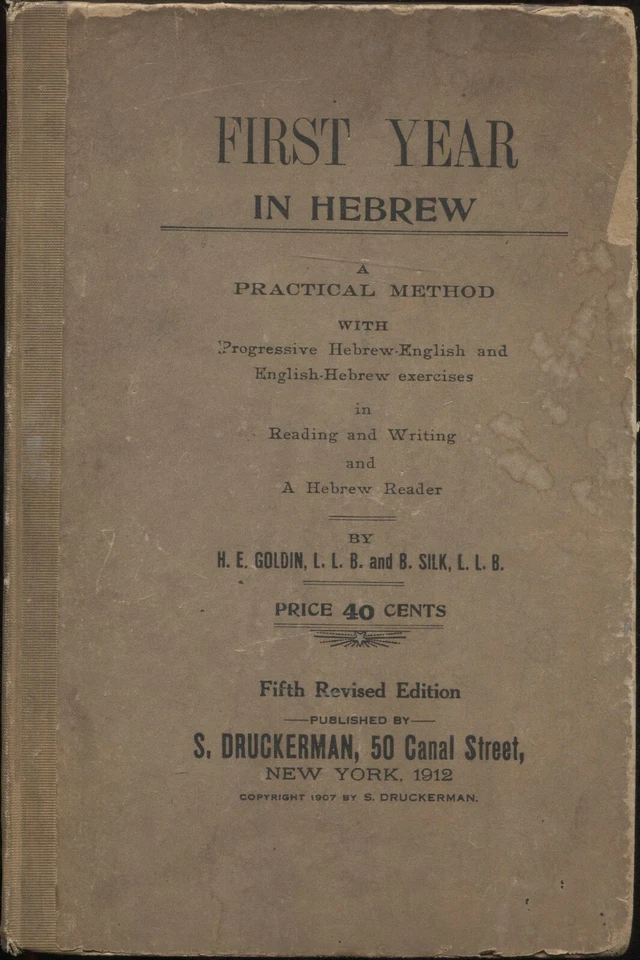 FIRST YEAR
IN HEBREW
A
PRACTICAL METHOD
WITH
Progressive Hebrew-English and
English-Hebrew exercises
in
Reading and Writing
and
A Hebrew Reader
BY
H. E. GOLDIN, L. L. B. and B. SILK, L. L. B.
PRICE 40 CENTS
Fifth Revised Edition
—PUBLISHED BY—
S. DRUCKERMAN, 50 Canal Street,
NEW YORK, 1912
COPYRIGHT 1907 BY S. DRUCKERMAN.